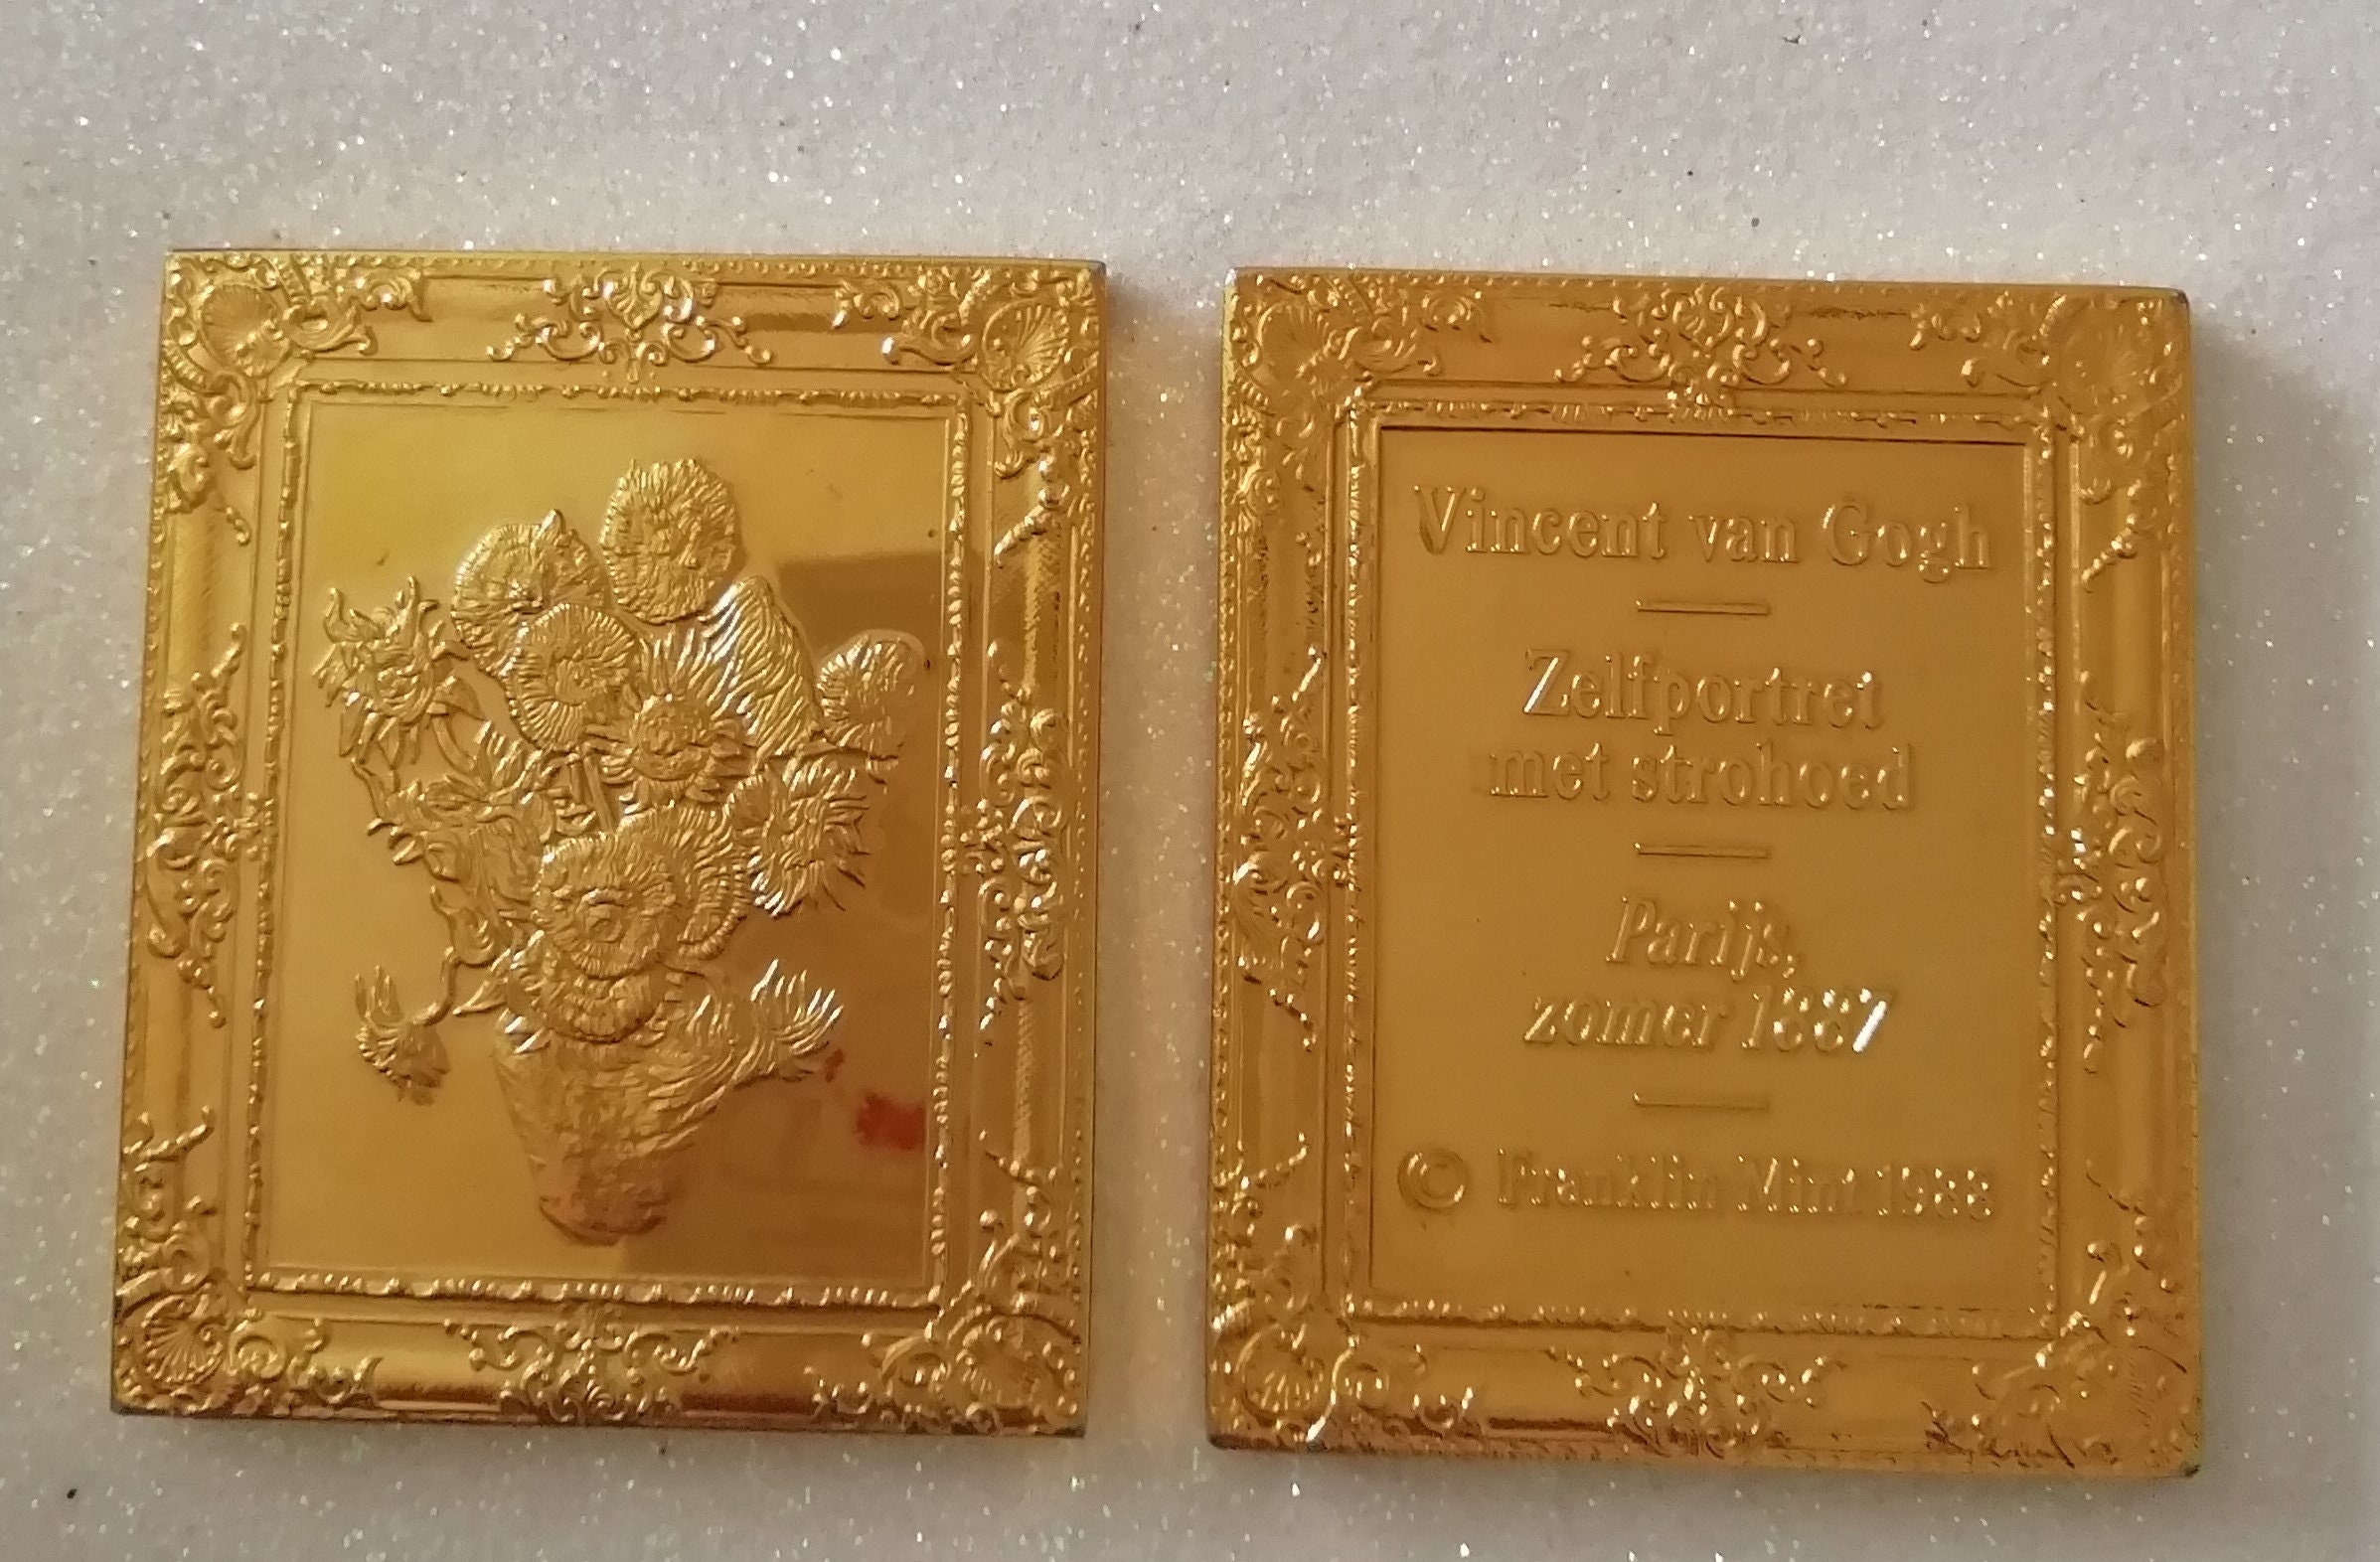 Vincent van Gogh
Zelfportret
met strohoed
Parijs,
zomer 1887
© Franklin Mint 1988